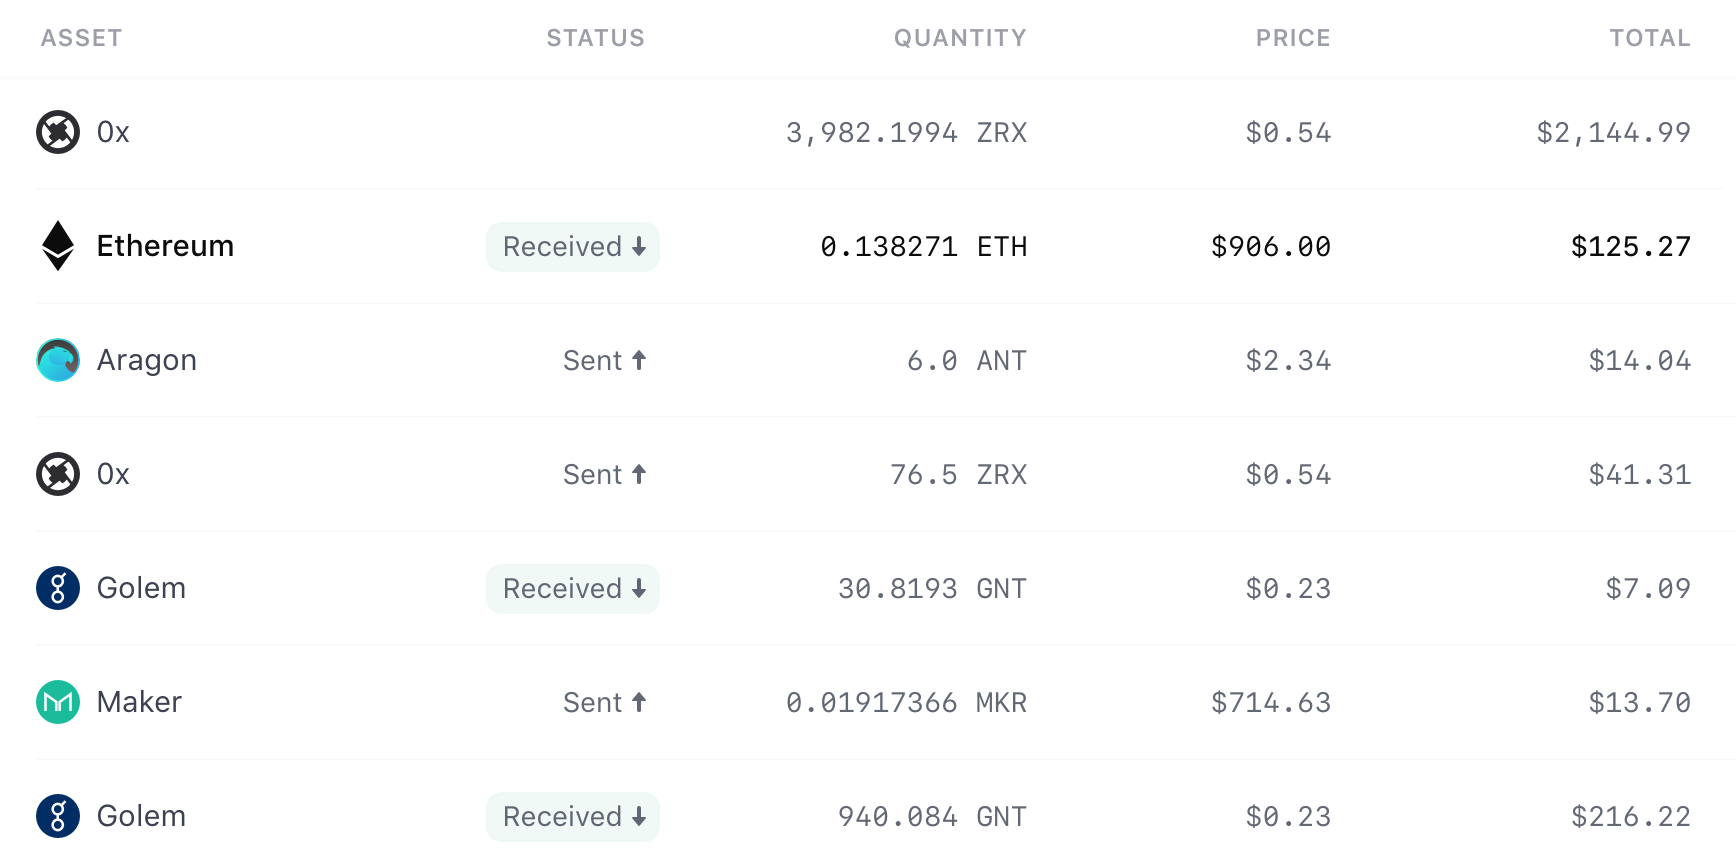 ASSET STATUS QUANTITY PRICE TOTAL
0x 3,982.1994 ZRX $0.54 $2,144.99
Ethereum Received ↓ 0.138271 ETH $906.00 $125.27
Aragon Sent ↑ 6.0 ANT $2.34 $14.04
0x Sent ↑ 76.5 ZRX $0.54 $41.31
Golem Received ↓ 30.8193 GNT $0.23 $7.09
Maker Sent ↑ 0.01917366 MKR $714.63 $13.70
Golem Received ↓ 940.084 GNT $0.23 $216.22